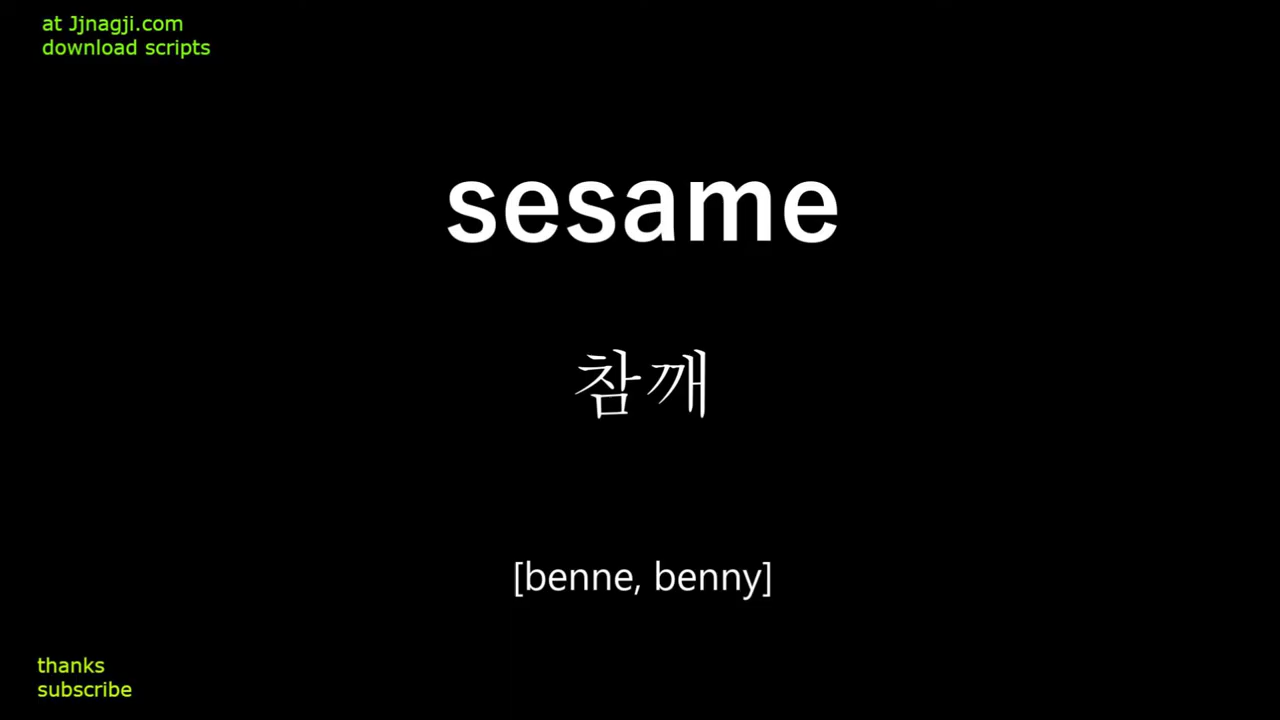 at Jjnagji.com
download scripts
sesame
참깨
[benne, benny]
thanks
subscribe